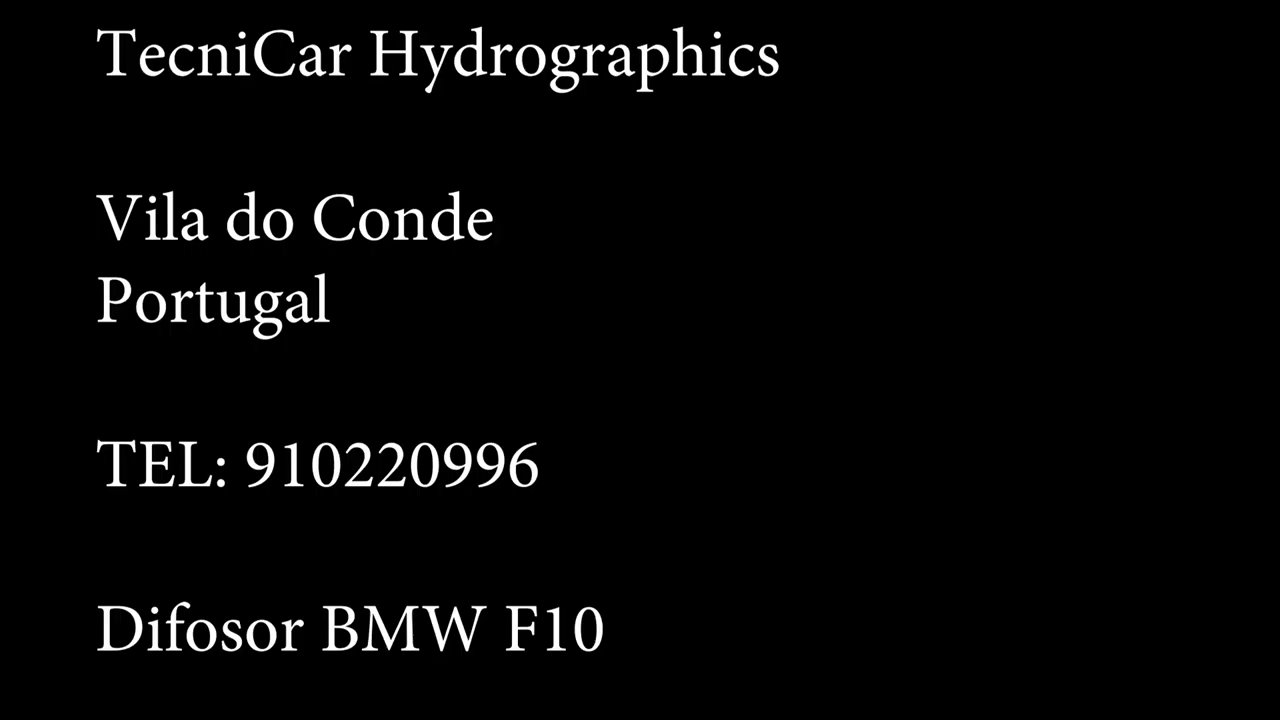 TecniCar Hydrographics
Vila do Conde
Portugal
TEL: 910220996
Difosor BMW F10